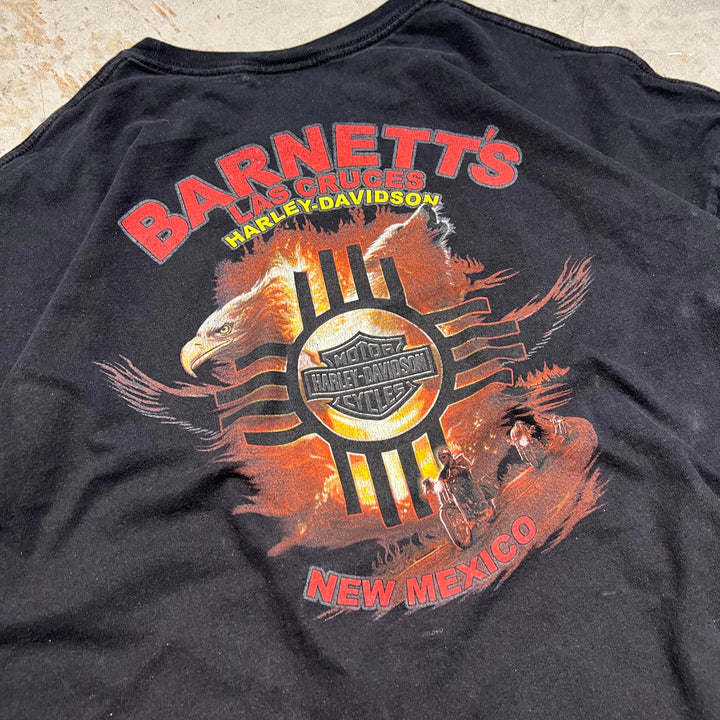 BARNETT'S
LAS CRUCES
HARLEY-DAVIDSON
MOTOR
HARLEY-DAVIDSON
CYCLES
NEW MEXICO